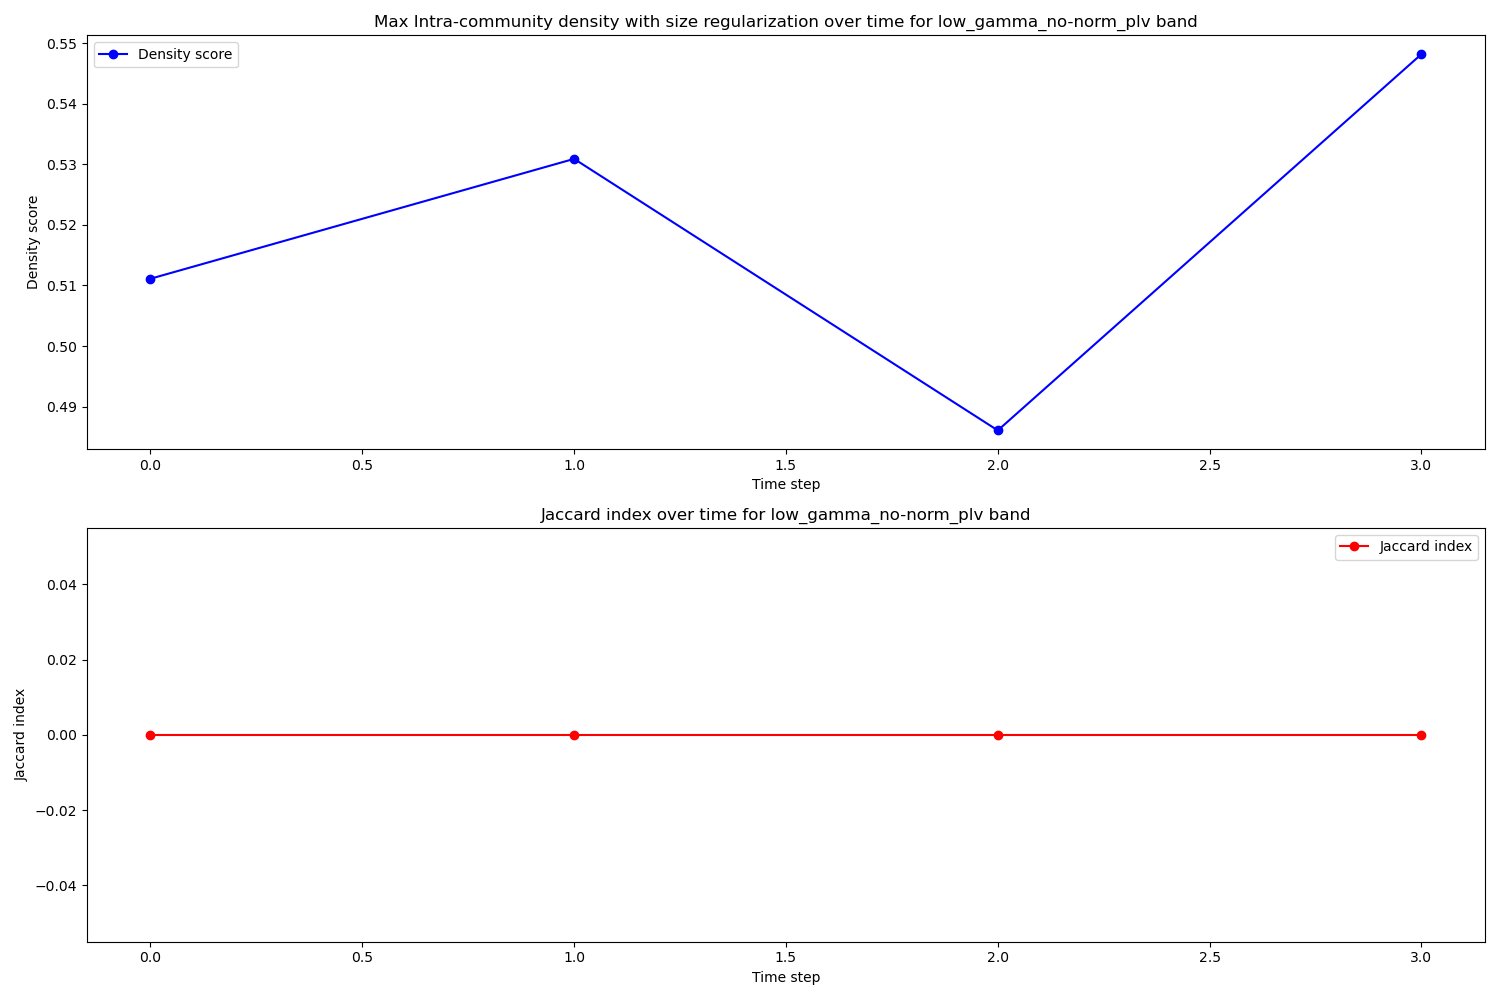 Max Intra-community density with size regularization over time for low_gamma_no-norm_plv band
Density score
0.55
0.54
0.53
0.52
0.51
0.50
0.49
Density score
0.0 0.5 1.0 1.5 2.0 2.5 3.0
Time step
Jaccard index over time for low_gamma_no-norm_plv band
Jaccard index
0.04
0.02
0.00
−0.02
−0.04
Jaccard index
0.0 0.5 1.0 1.5 2.0 2.5 3.0
Time step